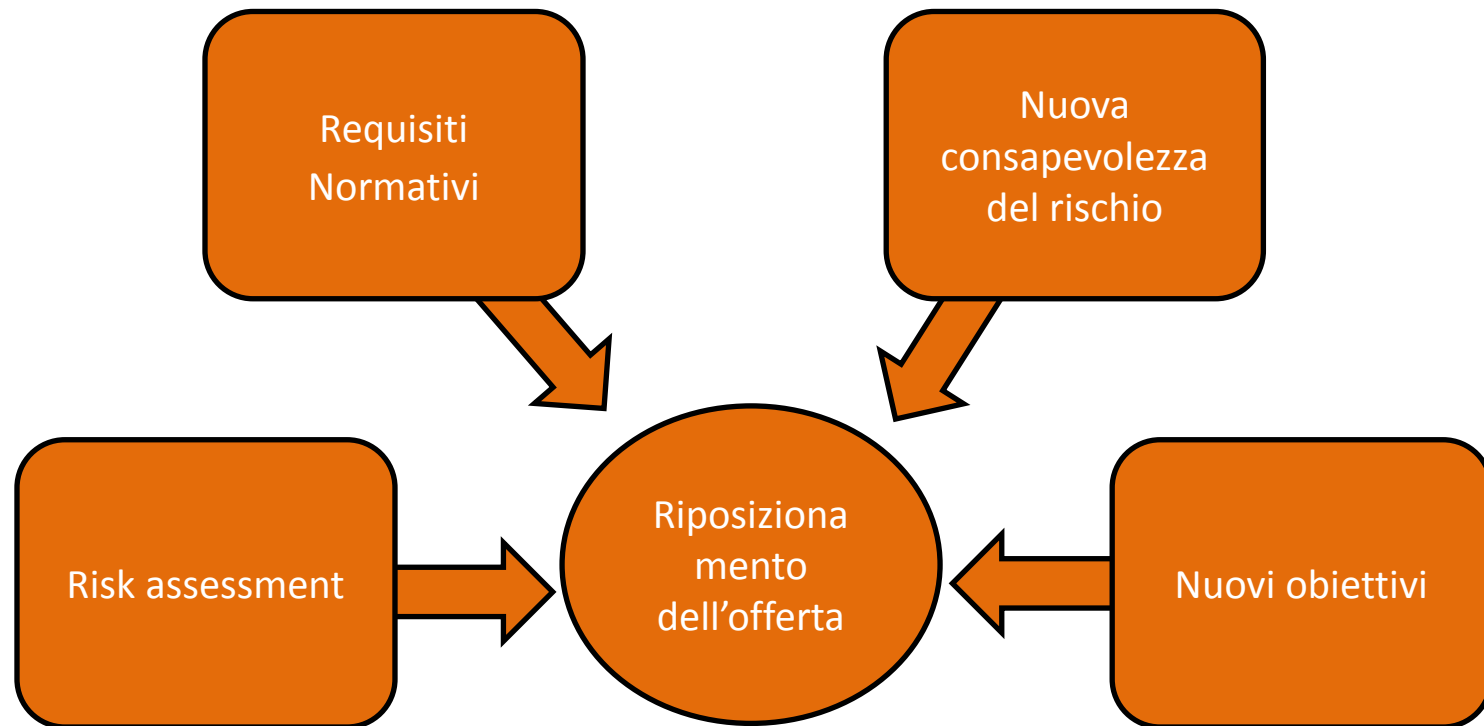 Requisiti
Normativi
Nuova
consapevolezza
del rischio
Risk assessment
Riposiziona
mento
dell’offerta
Nuovi obiettivi